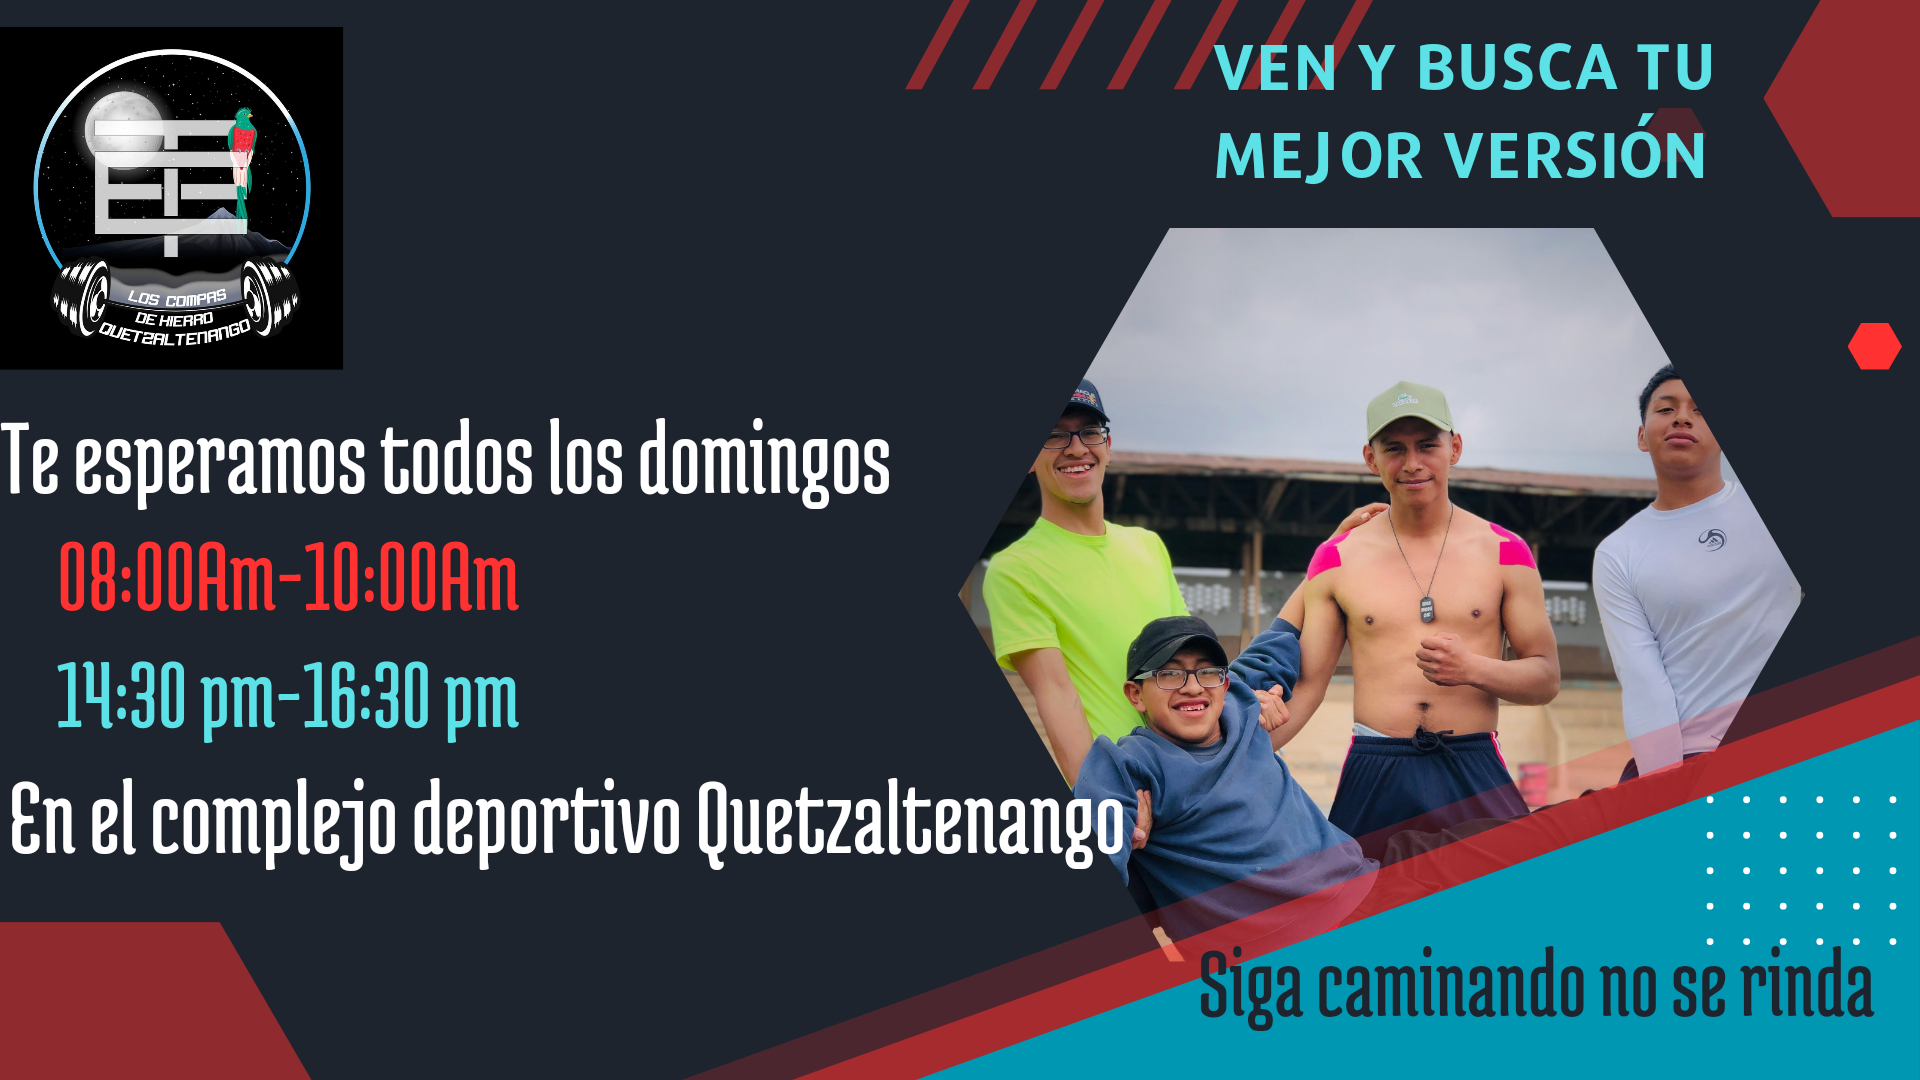 VEN Y BUSCA TU
MEJOR VERSIÓN
LOS COMPAS
DE HIERRO
QUETZALTENANGO
Te esperamos todos los domingos
08:00Am-10:00Am
14:30 pm-16:30 pm
En el complejo deportivo Quetzaltenango
Siga caminando no se rinda